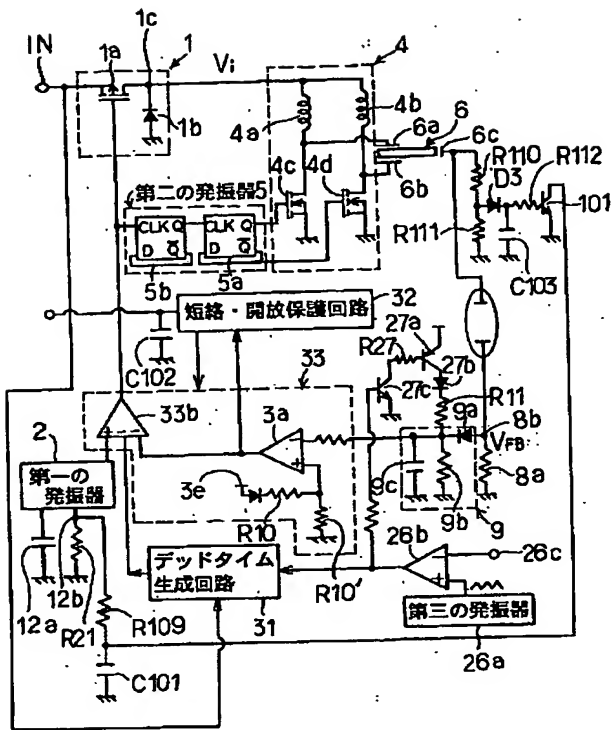 IN
1a
1c
1
Vi
4
4a
4b
6a
6
6c
R110
R112
D3
101
1b
4c
4d
6b
R111
C103
第二の発振器5
CLK Q
D Q̅
CLK Q
D Q̅
5b
5a
短絡・開放保護回路
32
C102
27a
R27
27b
27c
R11
33
33b
3a
9a
8b
VFB
8a
2
第一の発振器
3e
R10
9c
9b
9
R10'
26b
26c
12a
12b
R21
デッドタイム
生成回路
31
第三の発振器
26a
R109
C101